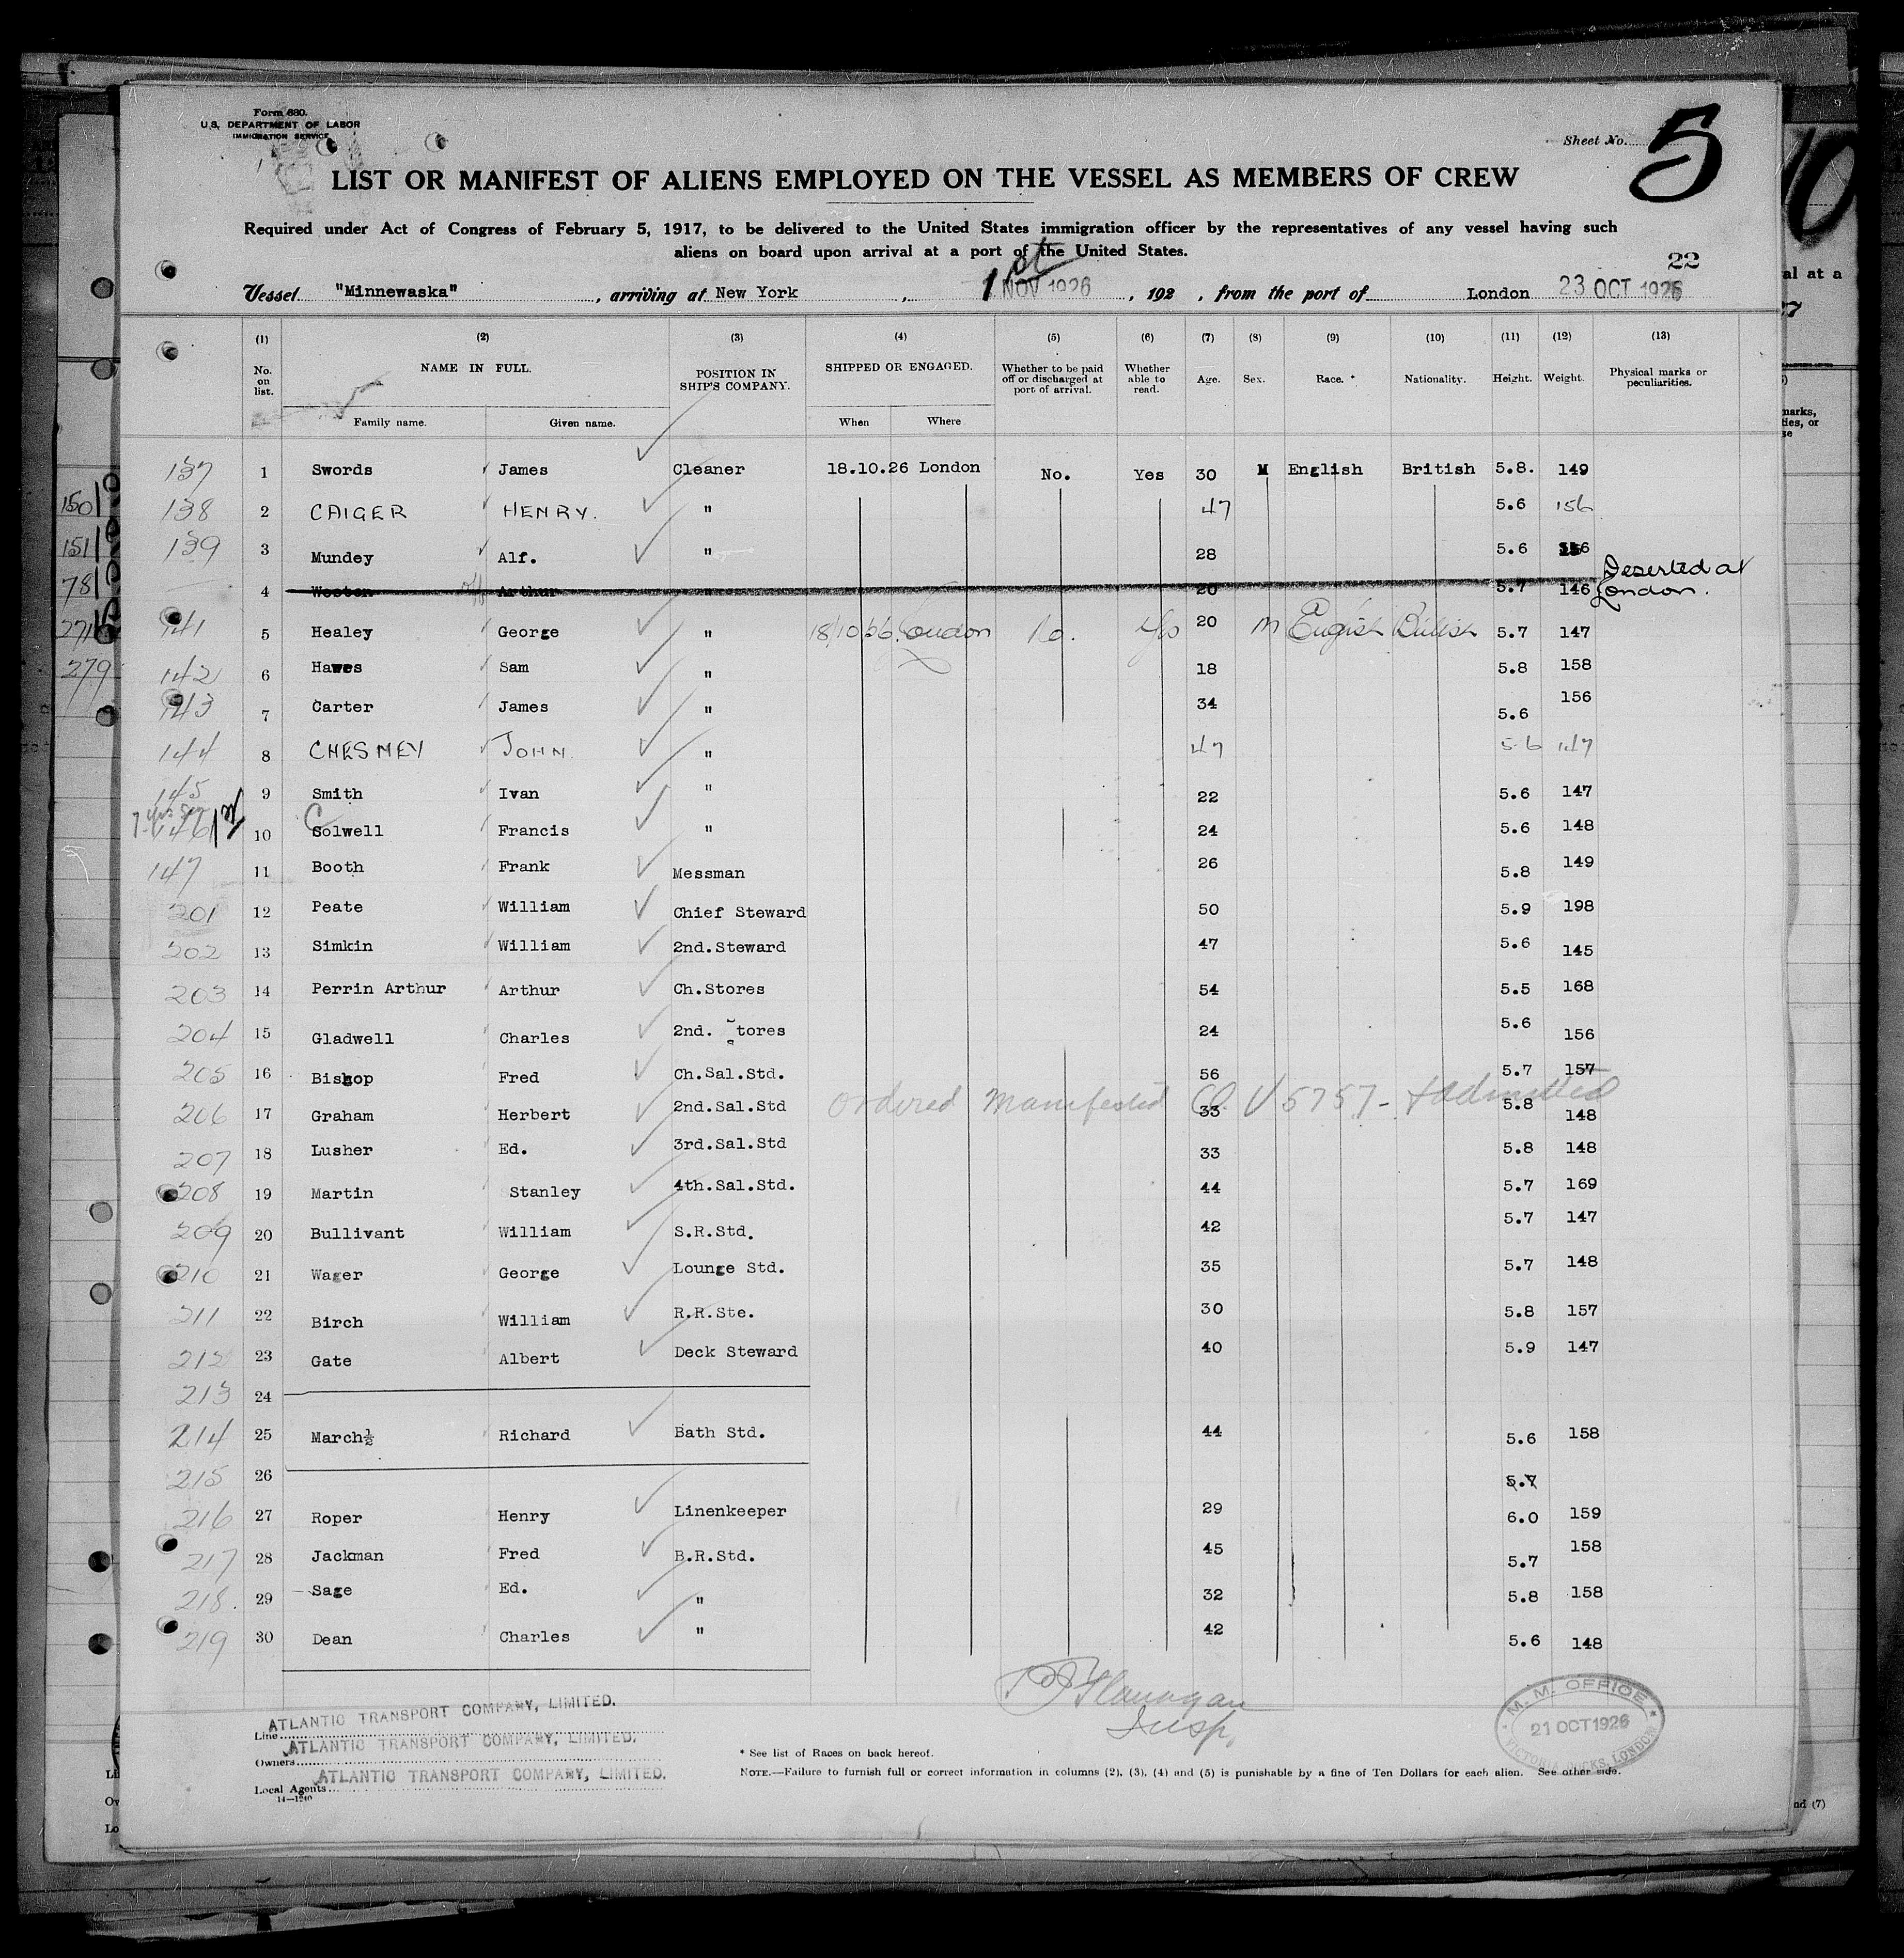 Form 680.
U.S. DEPARTMENT OF LABOR
IMMIGRATION SERVICE
Sheet No. 5
LIST OR MANIFEST OF ALIENS EMPLOYED ON THE VESSEL AS MEMBERS OF CREW
Required under Act of Congress of February 5, 1917, to be delivered to the United States immigration officer by the representatives of any vessel having such
aliens on board upon arrival at a port of the United States.
22
Vessel "Minnewaska", arriving at New York, 1st NOV 1926, 192 , from the port of London 23 OCT 1926
(1) (2) (3) (4) (5) (6) (7) (8) (9) (10) (11) (12) (13)
No. on list. NAME IN FULL. POSITION IN SHIP'S COMPANY. SHIPPED OR ENGAGED. Whether to be paid off or discharged at port of arrival. Whether able to read. Age. Sex. Race.* Nationality. Height. Weight. Physical marks or peculiarities.
Family name. Given name. When Where
137 1 Swords James Cleaner 18.10.26 London No. Yes 30 M English British 5.8. 149
138 2 CAIGER HENRY. " 47 5.6 156
139 3 Mundey Alf. " 28 5.6
4 Weston Arthur " 20 5.7 146 Deserted at London.
141 5 Healey George " 18/10/26 London No. Yes 20 M English British 5.7 147
142 6 Hawes Sam " 18 5.8 158
143 7 Carter James " 34 5.6 156
144 8 CHESNEY JOHN " 47 5.6 147
145 9 Smith Ivan " 22 5.6 147
146 10 Colwell Francis " 24 5.6 148
147 11 Booth Frank Messman 26 5.8 149
201 12 Peate William Chief Steward 50 5.9 198
202 13 Simkin William 2nd.Steward 47 5.6 145
203 14 Perrin Arthur Arthur Ch.Stores 54 5.5 168
204 15 Gladwell Charles 2nd. Stores 24 5.6 156
205 16 Bishop Fred Ch.Sal.Std. 56 5.7 157
Ordered Manifested Admitted
206 17 Graham Herbert 2nd.Sal.Std 33 5.8 148
207 18 Lusher Ed. 3rd.Sal.Std 33 5.8 148
208 19 Martin Stanley 4th.Sal.Std. 44 5.7 169
209 20 Bullivant William S.R.Std. 42 5.7 147
210 21 Wager George Lounge Std. 35 5.7 148
211 22 Birch William R.R.Ste. 30 5.8 157
212 23 Gate Albert Deck Steward 40 5.9 147
213 24
214 25 March½ Richard Bath Std. 44 5.6 158
215 26 5.7
216 27 Roper Henry Linenkeeper 29 6.0 159
217 28 Jackman Fred B.R.Std. 45 5.7 158
218. 29 Sage Ed. " 32 5.8 158
219 30 Dean Charles " 42 5.6 148
Flanagan
Insp.
Line ATLANTIC TRANSPORT COMPANY, LIMITED.
Owners ATLANTIC TRANSPORT COMPANY, LIMITED.
Local Agents ATLANTIC TRANSPORT COMPANY, LIMITED.
14—1240
* See list of Races on back hereof.
NOTE.—Failure to furnish full or correct information in columns (2), (3), (4) and (5) is punishable by a fine of Ten Dollars for each alien. See other side.
M. M. OFFICE
21 OCT 1926
VICTORIA DOCKS, LONDON
10
al at a
marks,
ties, or
nd (7)
150
151
78
271
279